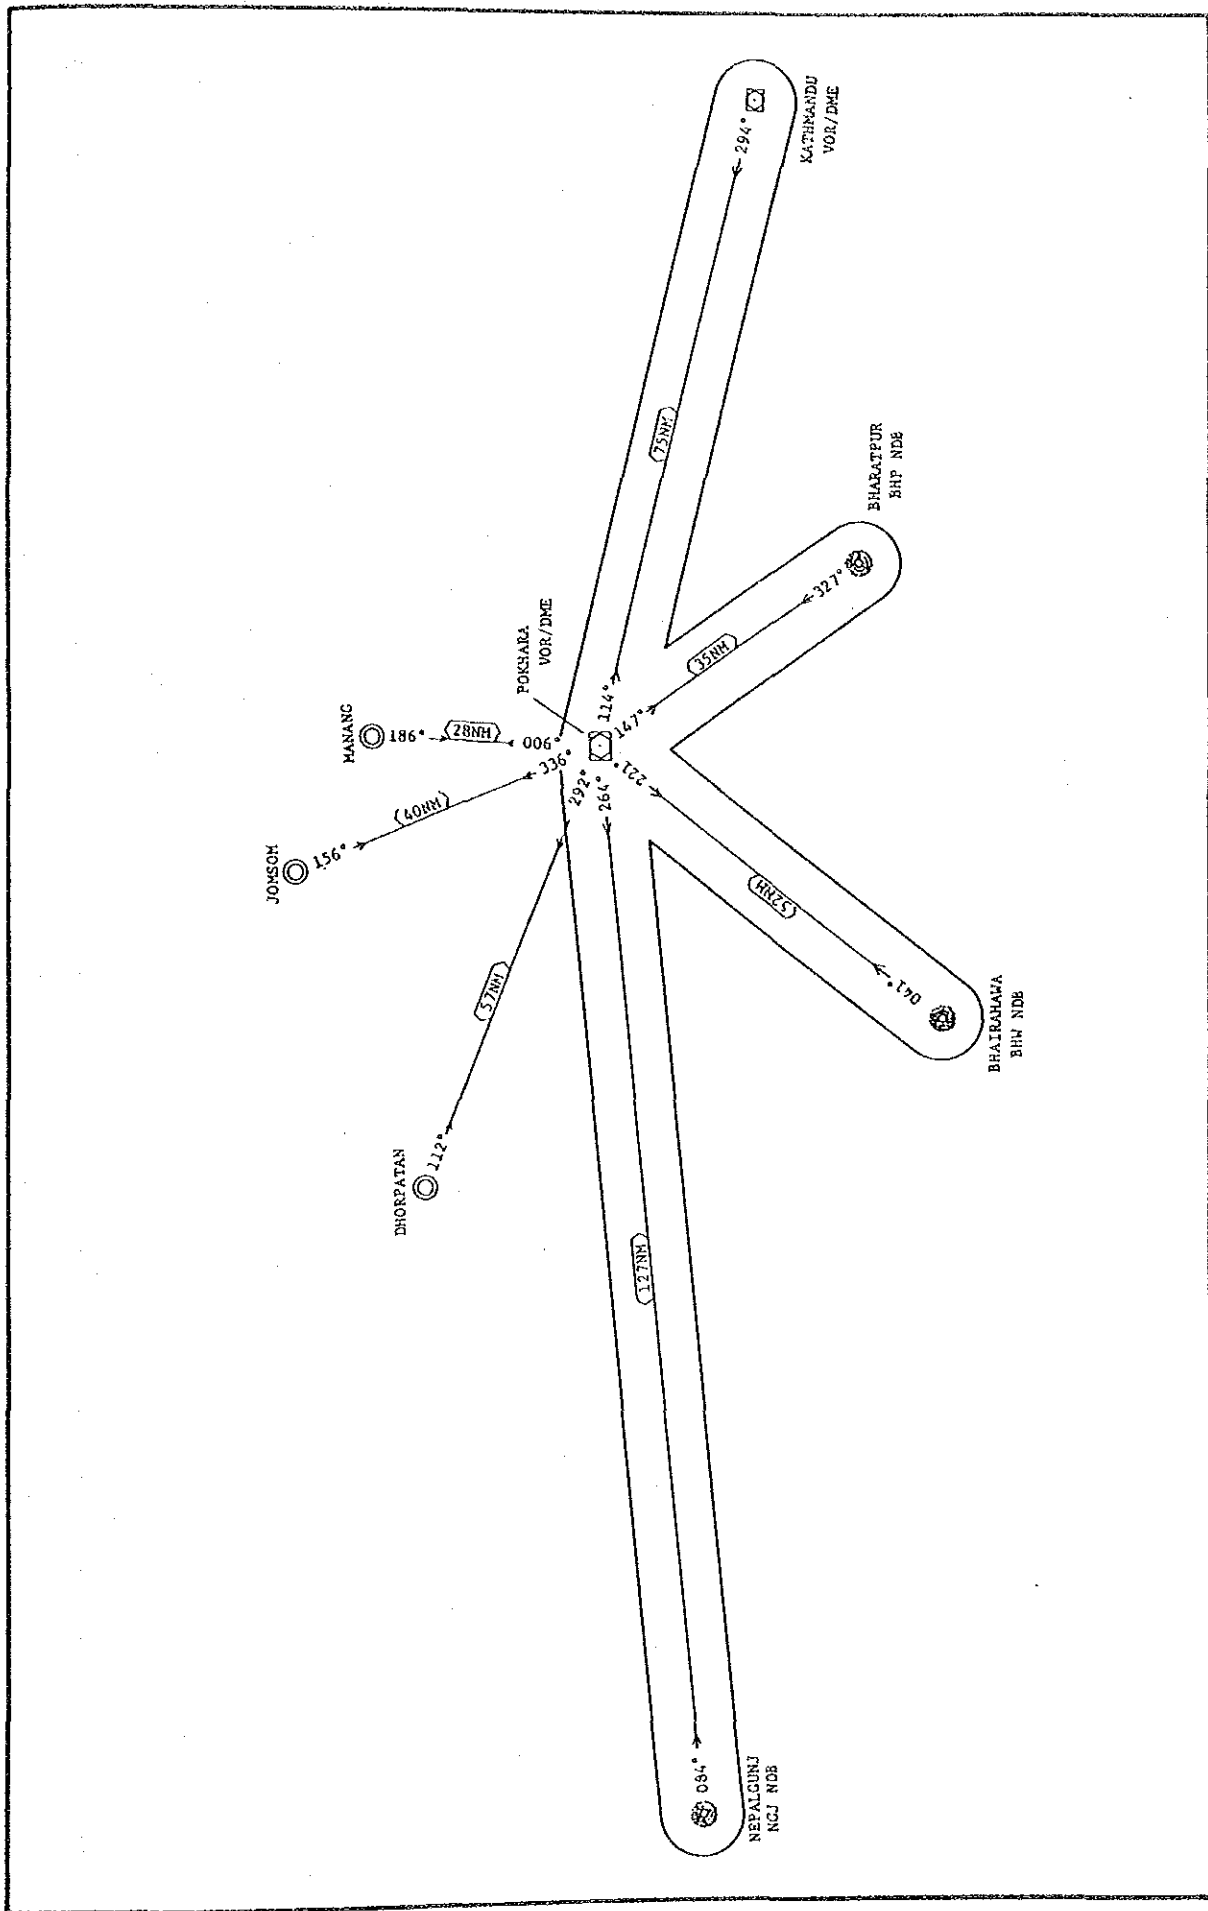 KATHMANDU
VOR/DME
294°
75NM
114°
POKHARA
VOR/DME
BHARATPUR
BHP NDB
327°
35NM
147°
MANANG
186°
28NM
006°
JOMSOM
156°
40NM
336°
292°
264°
221°
52NM
041°
BHAIRAHAWA
BHW NDB
57NM
112°
DHORPATAN
127NM
084°
NEPALGUNJ
NGJ NDB